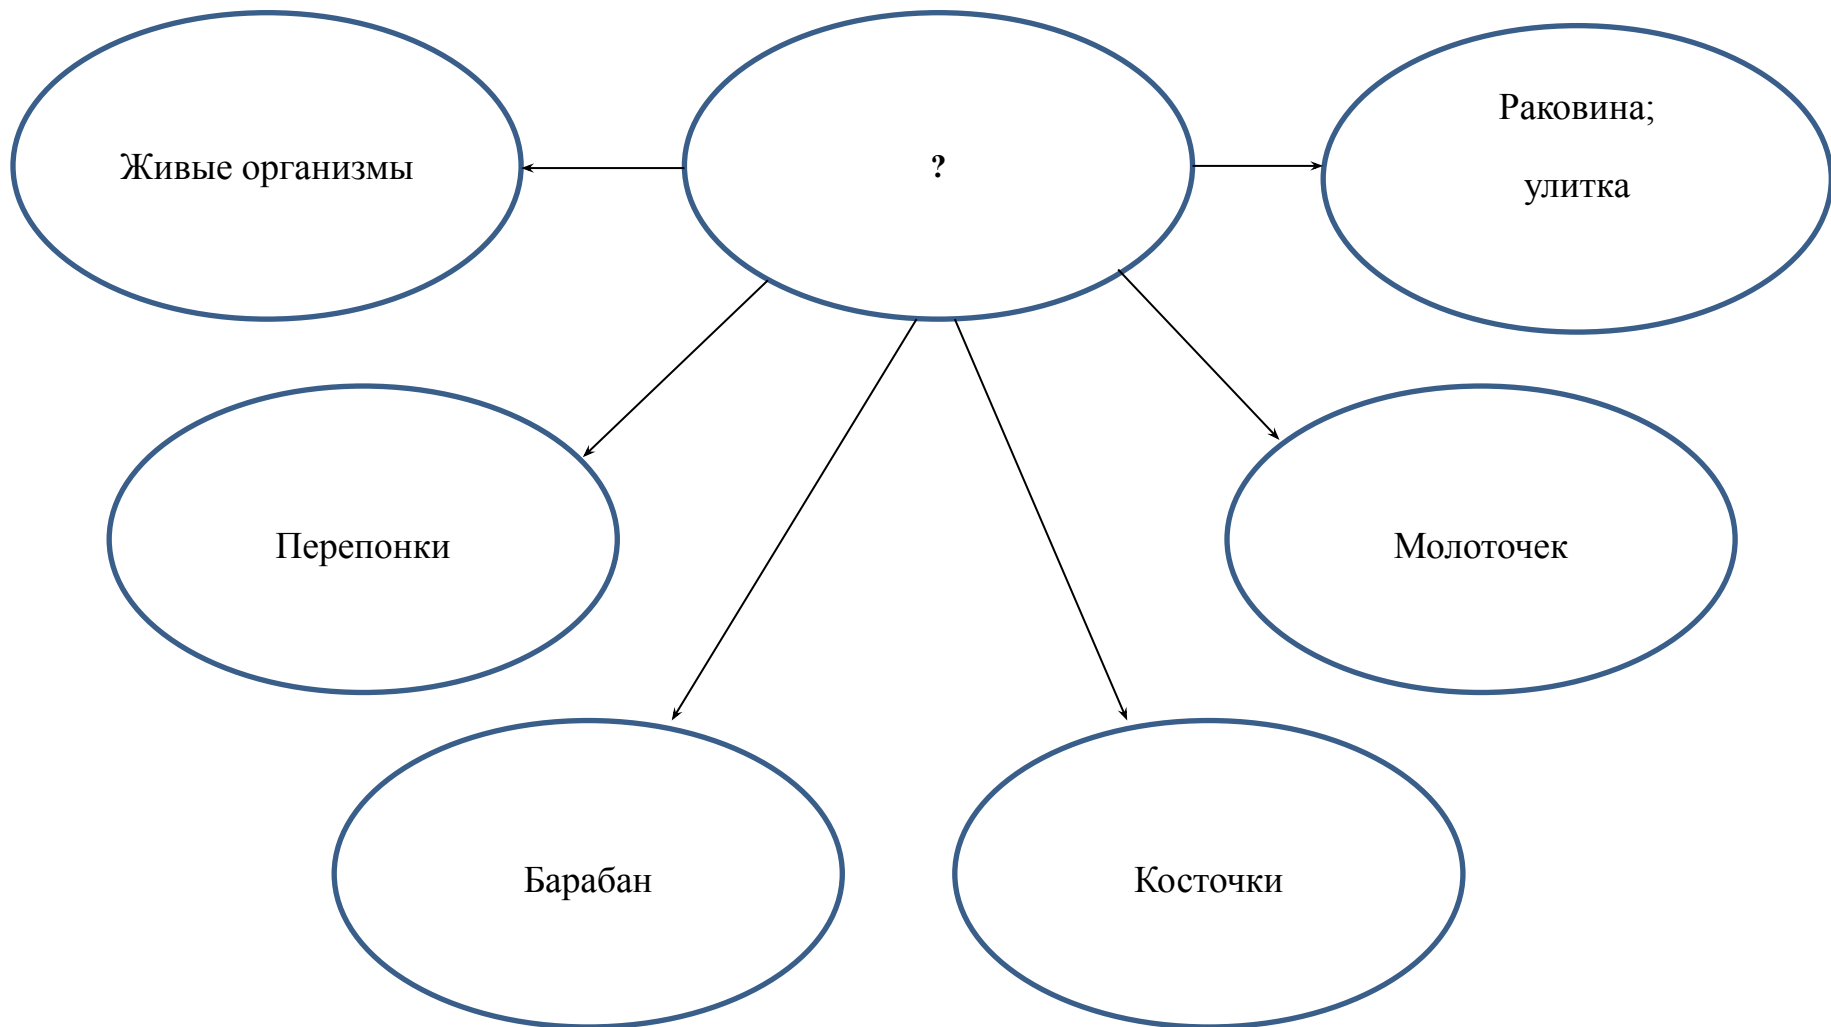 Живые организмы
?
Раковина;
улитка
Перепонки
Молоточек
Барабан
Косточки